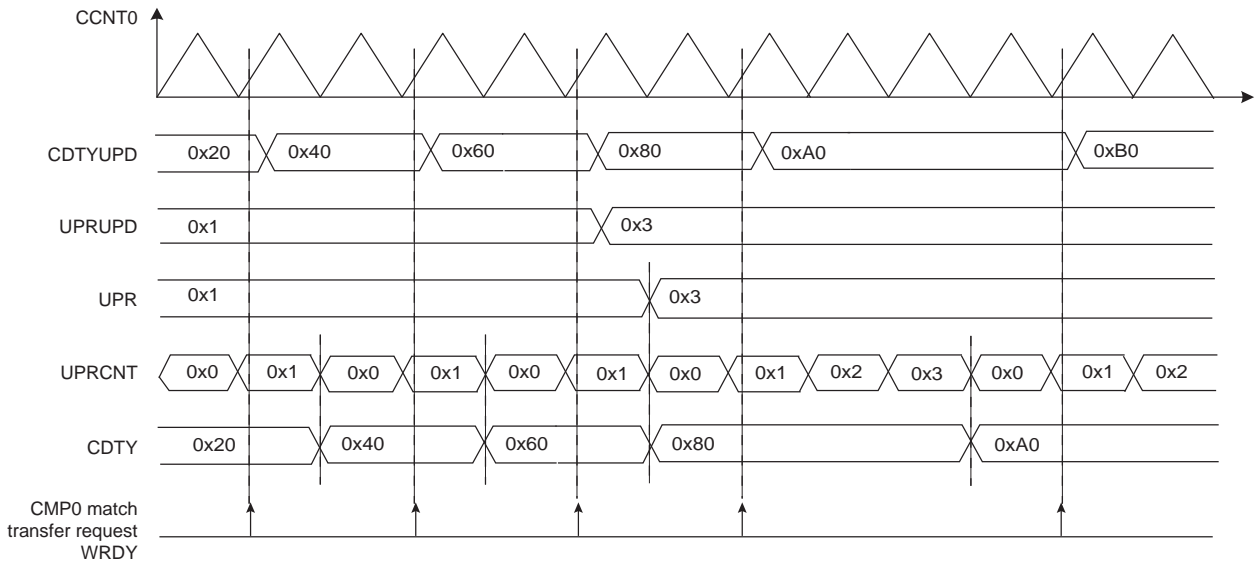 CCNT0
CDTYUPD 0x20 0x40 0x60 0x80 0xA0 0xB0
UPRUPD 0x1 0x3
UPR 0x1 0x3
UPRCNT 0x0 0x1 0x0 0x1 0x0 0x1 0x0 0x1 0x2 0x3 0x0 0x1 0x2
CDTY 0x20 0x40 0x60 0x80 0xA0
CMP0 match
transfer request
WRDY